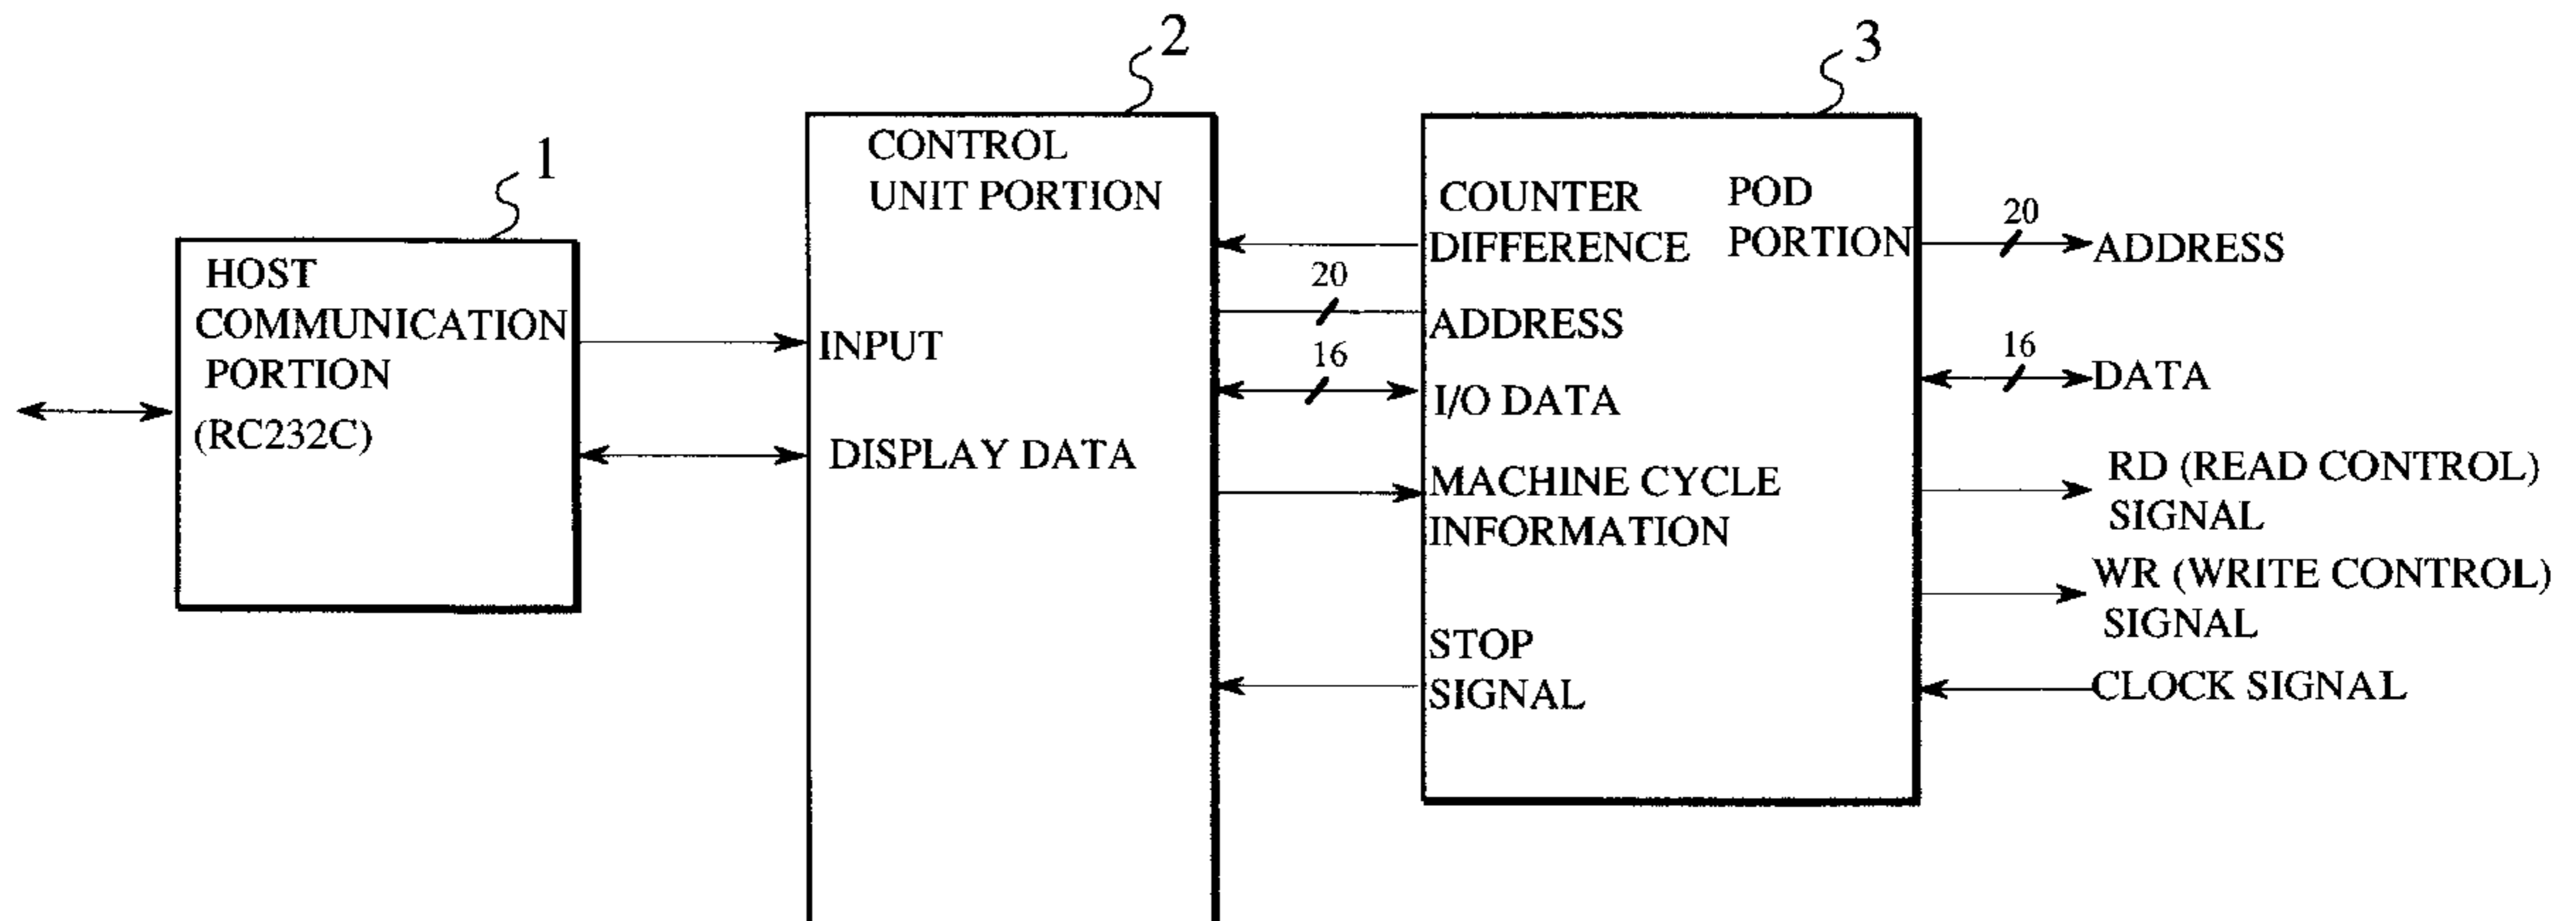 1
HOST
COMMUNICATION
PORTION
(RC232C)
2
CONTROL
UNIT PORTION
INPUT
DISPLAY DATA
3
POD
PORTION
COUNTER
DIFFERENCE
20
ADDRESS
16
I/O DATA
MACHINE CYCLE
INFORMATION
STOP
SIGNAL
20
ADDRESS
16
DATA
RD (READ CONTROL)
SIGNAL
WR (WRITE CONTROL)
SIGNAL
CLOCK SIGNAL